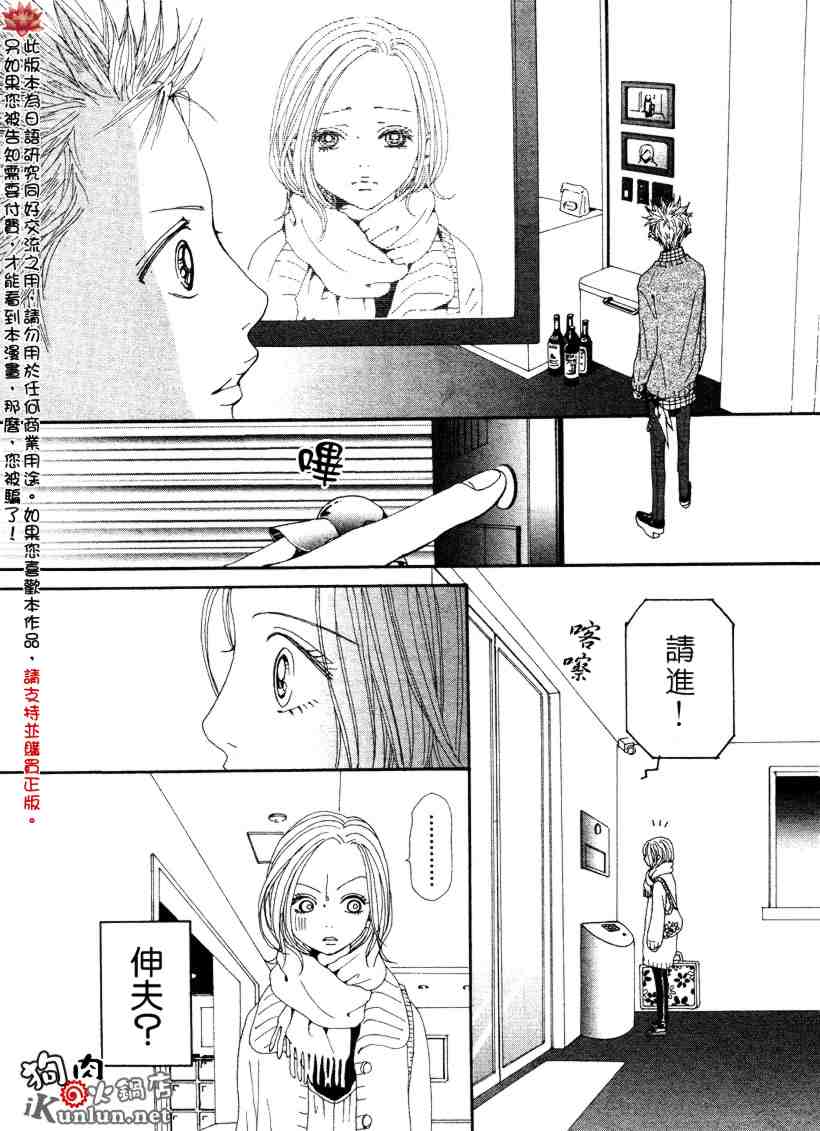 此版本為日語研究同好交流之用，請勿用於任何商業用途。如果您喜歡本作品，請支持並購買正版。
另如果您被告知需要付費，才能看到本漫畫，那麼，您被騙了！
嗶
請進！
喀嚓
………
伸夫？
狗肉火鍋店
iKunlun.net